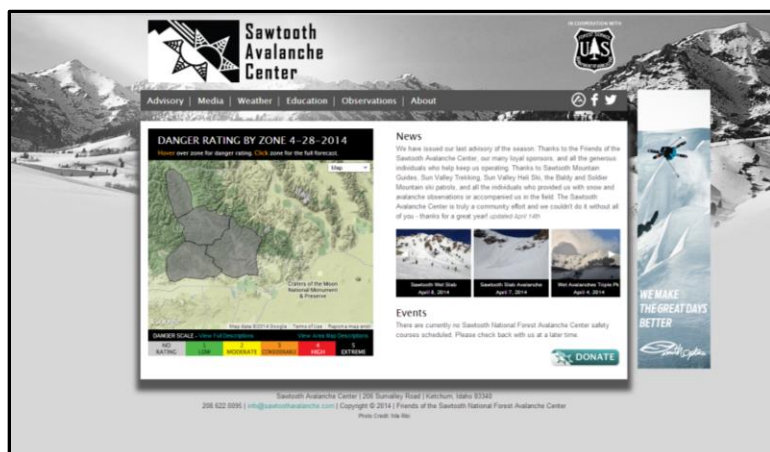 IN COOPERATION WITH
Sawtooth
Avalanche
Center
FOREST SERVICE
UAS
Advisory | Media | Weather | Education | Observations | About
DANGER RATING BY ZONE 4-28-2014
Hover over zone for danger rating. Click zone for the full forecast.
Map
Craters of the Moon
National Monument
& Preserve
Map data ©2014 Google
Terms of Use
Report a map error
DANGER SCALE - View Full Descriptions
View Area Map Descriptions
NO
RATING
1
LOW
2
MODERATE
3
CONSIDERABLE
4
HIGH
5
EXTREME
News
We have issued our last advisory of the season. Thanks to the Friends of the
Sawtooth Avalanche Center, our many loyal sponsors, and all the generous
individuals who help keep us operating. Thanks to Sawtooth Mountain
Guides, Sun Valley Trekking, Sun Valley Heli Ski, the Baldy and Soldier
Mountain ski patrols, and all the individuals who provided us with snow and
avalanche observations or accompanied us in the field. The Sawtooth
Avalanche Center is truly a community effort and we couldn't do it without all
of you - thanks for a great year! updated April 14th
Sawtooth Wet Slab
April 8, 2014
Sawtooth Slab Avalanche
April 7, 2014
Wet Avalanches Triple Pk
April 4, 2014
Events
There are currently no Sawtooth National Forest Avalanche Center safety
courses scheduled. Please check back with us at a later time.
DONATE
WE MAKE
THE GREAT DAYS
BETTER
Sawtooth Avalanche Center | 206 Sunvalley Road | Ketchum, Idaho 83340
208.622.0095 | info@sawtoothavalanche.com | Copyright © 2014 | Friends of the Sawtooth National Forest Avalanche Center